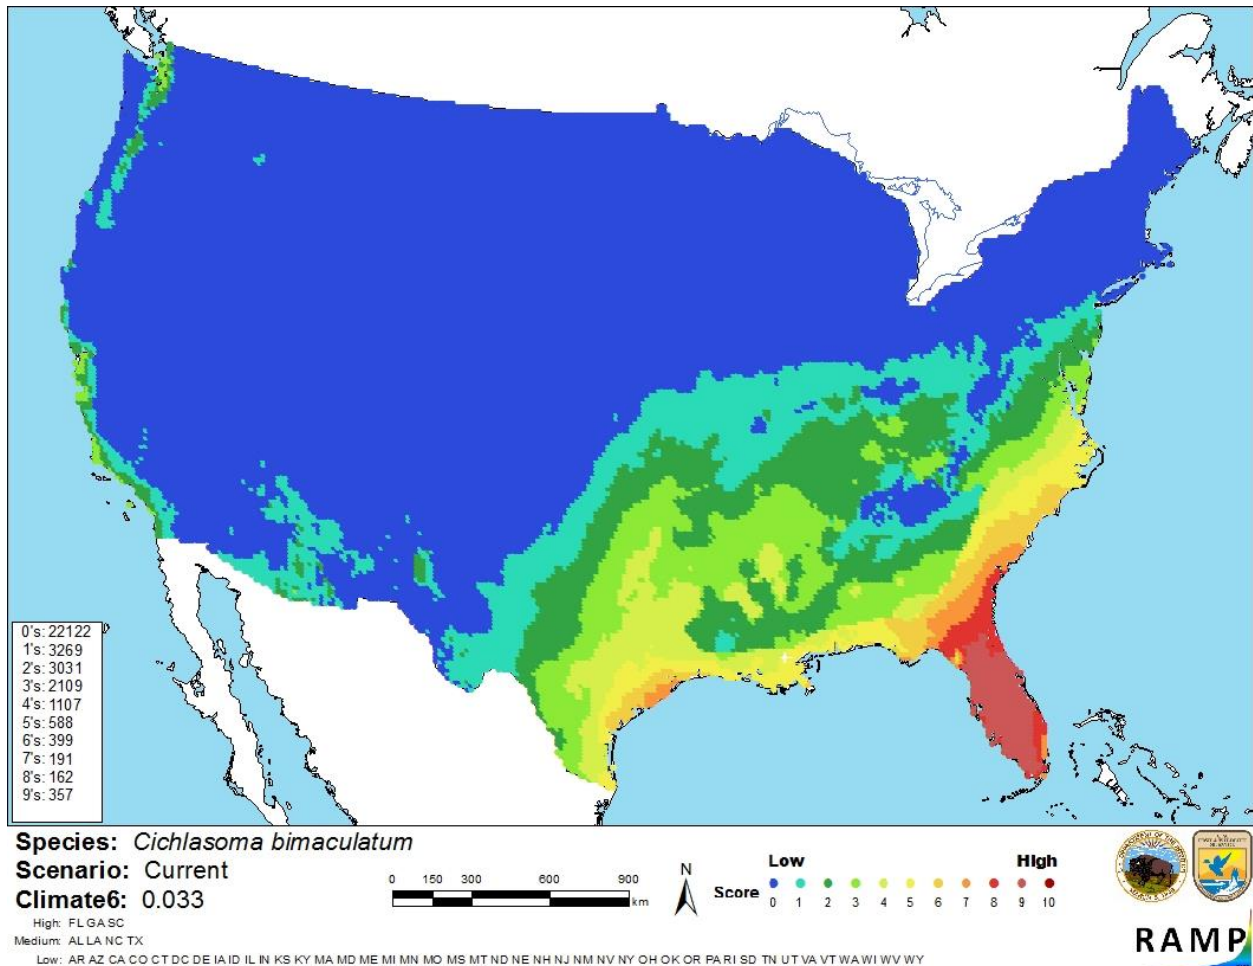 0's: 22122
1's: 3269
2's: 3031
3's: 2109
4's: 1107
5's: 588
6's: 399
7's: 191
8's: 162
9's: 357
Species: Cichlasoma bimaculatum
Scenario: Current
Climate6: 0.033
High: FL GA SC
Medium: AL LA NC TX
Low: AR AZ CA CO CT DC DE IA ID IL IN KS KY MA MD ME MI MN MO MS MT ND NE NH NJ NM NV NY OH OK OR PA RI SD TN UT VA VT WA WI WV WY
0 150 300 600 900
km
N
Low High
Score 0 1 2 3 4 5 6 7 8 9 10
RAMP